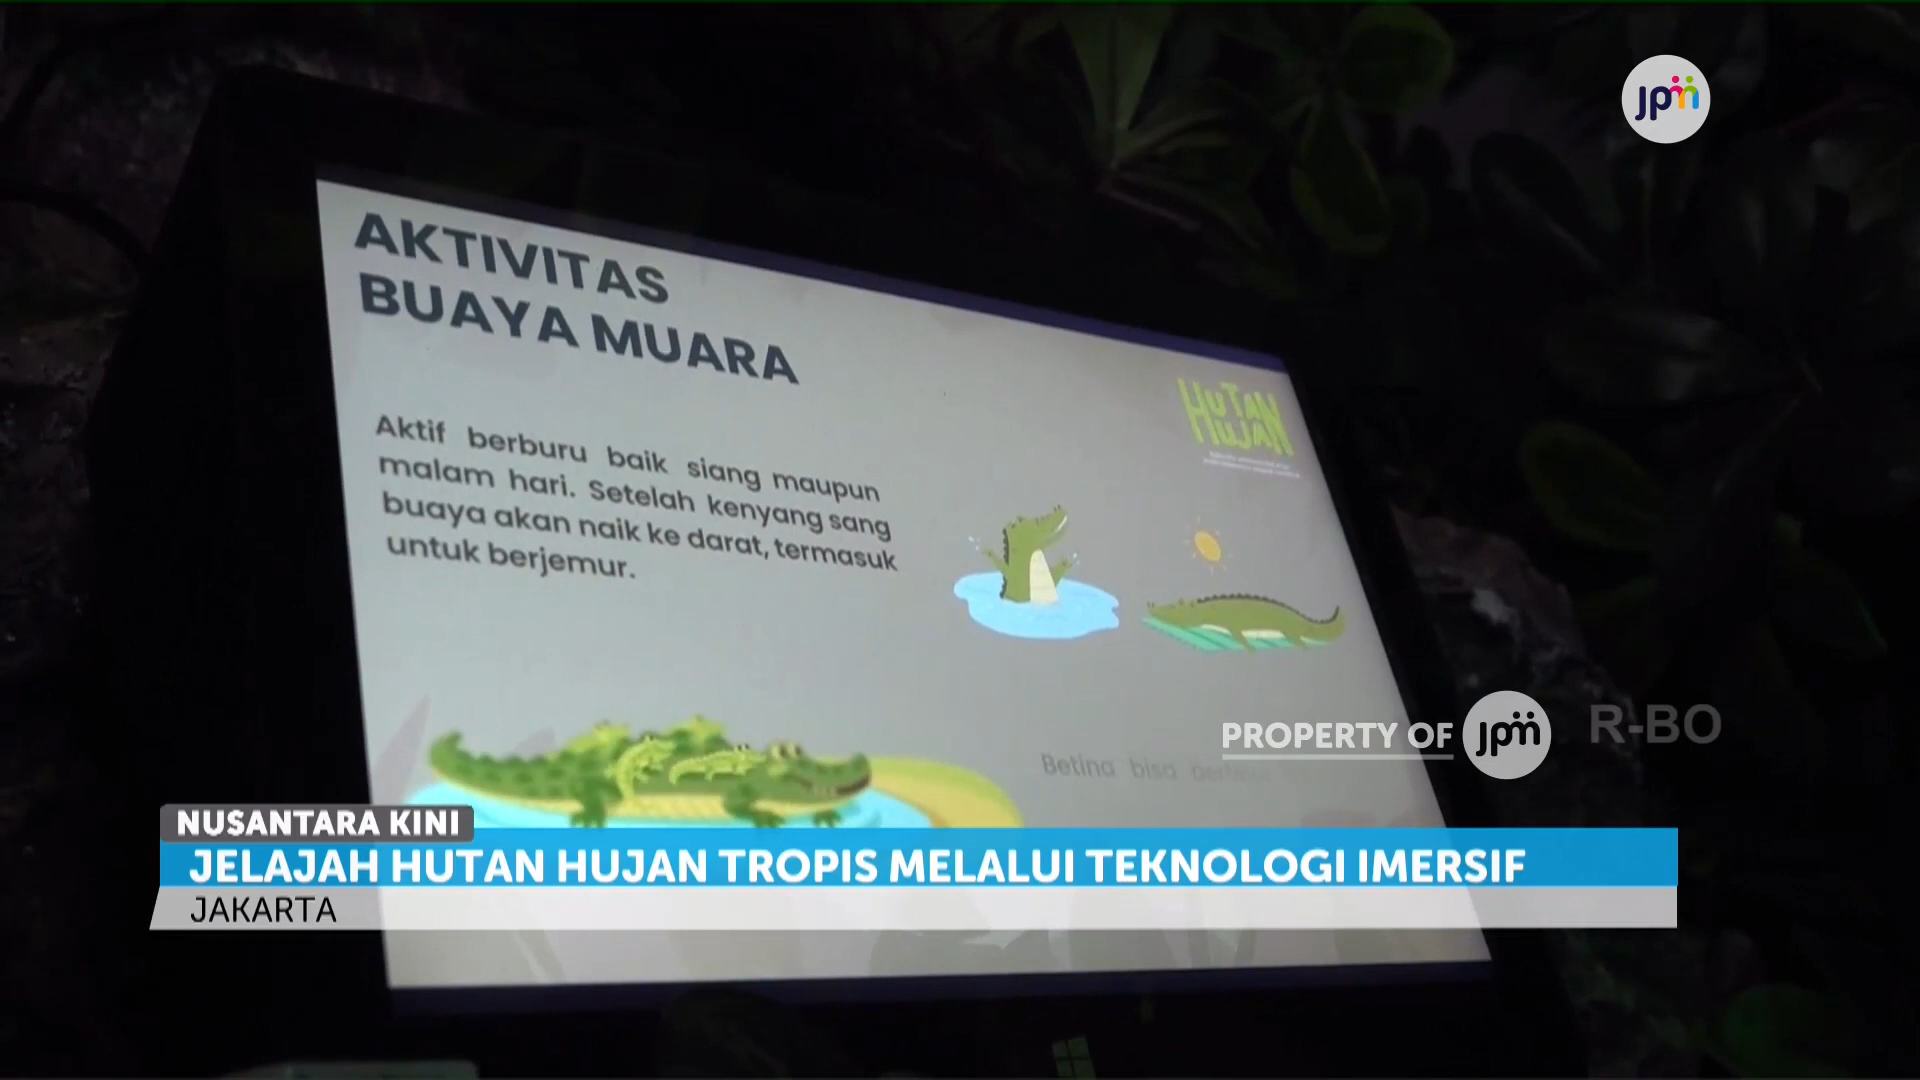 jpm
AKTIVITAS
BUAYA MUARA
HUTAN
HUJAN
Aktif berburu baik siang maupun
malam hari. Setelah kenyang sang
buaya akan naik ke darat, termasuk
untuk berjemur.
PROPERTY OF jpm
R-BO
Betina bisa
NUSANTARA KINI
JELAJAH HUTAN HUJAN TROPIS MELALUI TEKNOLOGI IMERSIF
JAKARTA